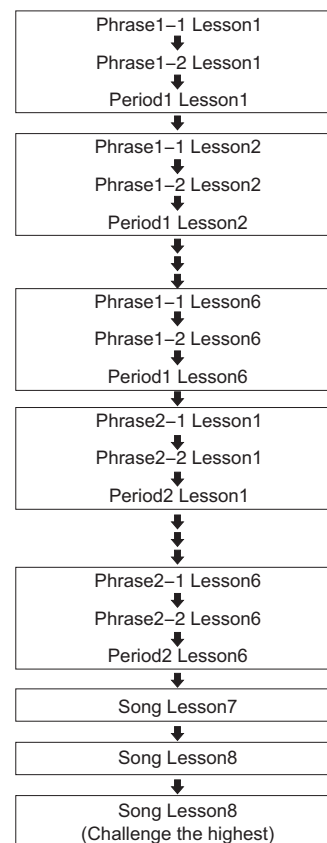 Phrase1–1 Lesson1
Phrase1–2 Lesson1
Period1 Lesson1
Phrase1–1 Lesson2
Phrase1–2 Lesson2
Period1 Lesson2
Phrase1–1 Lesson6
Phrase1–2 Lesson6
Period1 Lesson6
Phrase2–1 Lesson1
Phrase2–2 Lesson1
Period2 Lesson1
Phrase2–1 Lesson6
Phrase2–2 Lesson6
Period2 Lesson6
Song Lesson7
Song Lesson8
Song Lesson8
(Challenge the highest)